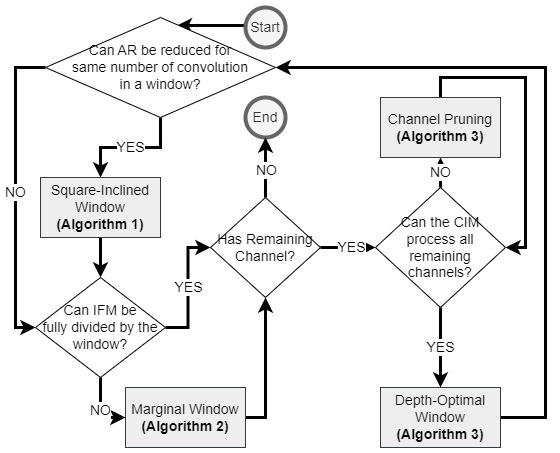 Start
Can AR be reduced for
same number of convolution
in a window?
YES
NO
Square-Inclined
Window
(Algorithm 1)
Can IFM be
fully divided by the
window?
YES
NO
Marginal Window
(Algorithm 2)
Has Remaining
Channel?
NO
End
YES
Can the CIM
process all
remaining
channels?
NO
Channel Pruning
(Algorithm 3)
YES
Depth-Optimal
Window
(Algorithm 3)